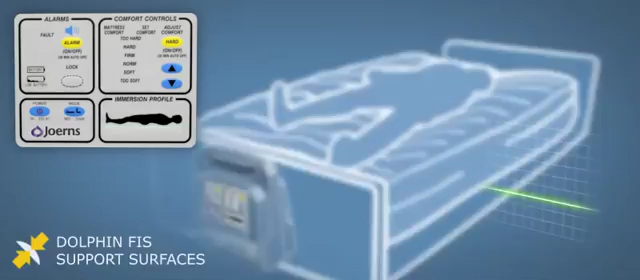 ALARMS
FAULT
ALARM
(ON/OFF)
LOCK
POWER
MODE
Joerns
COMFORT CONTROLS
MATTRESS COMFORT
SET COMFORT
ADJUST COMFORT
TOO HARD
HARD
FIRM
NORM
SOFT
TOO SOFT
HARD
(ON/OFF)
IMMERSION PROFILE
DOLPHIN FIS
SUPPORT SURFACES